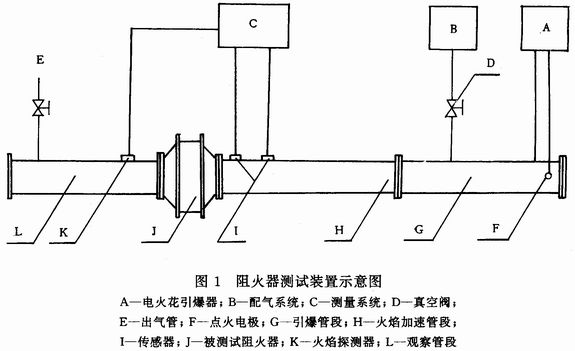 C
B
A
E
D
L
K
J
I
H
G
F
图 1 阻火器测试装置示意图
A—电火花引爆器；B—配气系统；C—测量系统；D—真空阀；
E—出气管；F—点火电极；G—引爆管段；H—火焰加速管段；
I—传感器；J—被测试阻火器；K—火焰探测器；L—观察管段